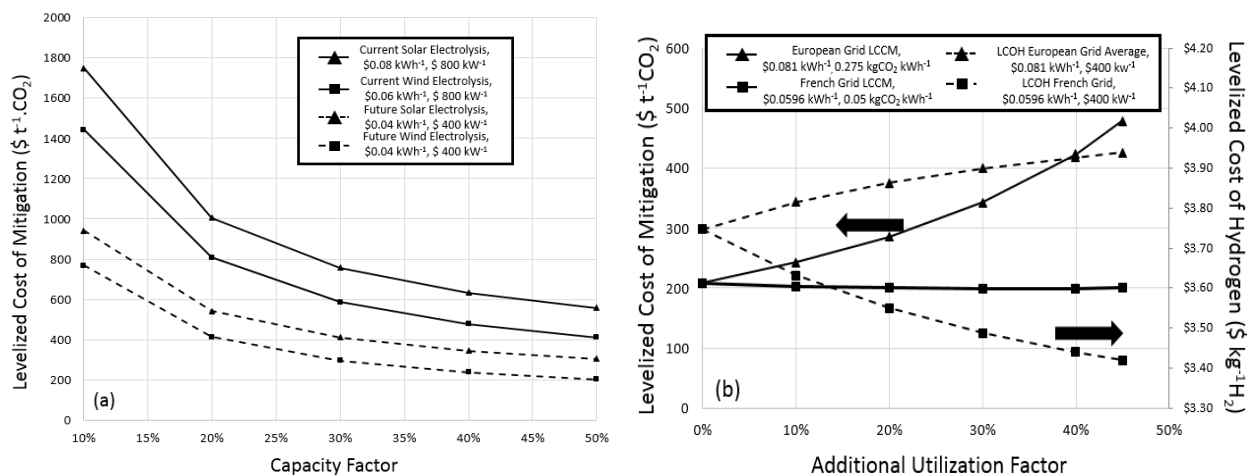 Levelized Cost of Mitigation ($ t⁻¹.CO₂)
2000
1800
1600
1400
1200
1000
800
600
400
200
0
Current Solar Electrolysis,
$0.08 kWh⁻¹, $ 800 kW⁻¹
Current Wind Electrolysis,
$0.06 kWh⁻¹, $ 800 kW⁻¹
Future Solar Electrolysis,
$0.04 kWh⁻¹, $ 400 kW⁻¹
Future Wind Electrolysis,
$0.04 kWh⁻¹, $ 400 kW⁻¹
(a)
10% 15% 20% 25% 30% 35% 40% 45% 50%
Capacity Factor
Levelized Cost of Mitigation ($ t⁻¹CO₂)
600
500
400
300
200
100
0
European Grid LCCM,
$0.081 kWh⁻¹, 0.275 kgCO₂ kWh⁻¹
French Grid LCCM,
$0.0596 kWh⁻¹, 0.05 kgCO₂ kWh⁻¹
LCOH European Grid Average,
$0.081 kWh⁻¹, $400 kw⁻¹
LCOH French Grid,
$0.0596 kWh⁻¹, $400 kW⁻¹
(b)
0% 10% 20% 30% 40% 50%
Additional Utilization Factor
$4.20
$4.10
$4.00
$3.90
$3.80
$3.70
$3.60
$3.50
$3.40
$3.30
Levelized Cost of Hydrogen ($ kg⁻¹H₂)